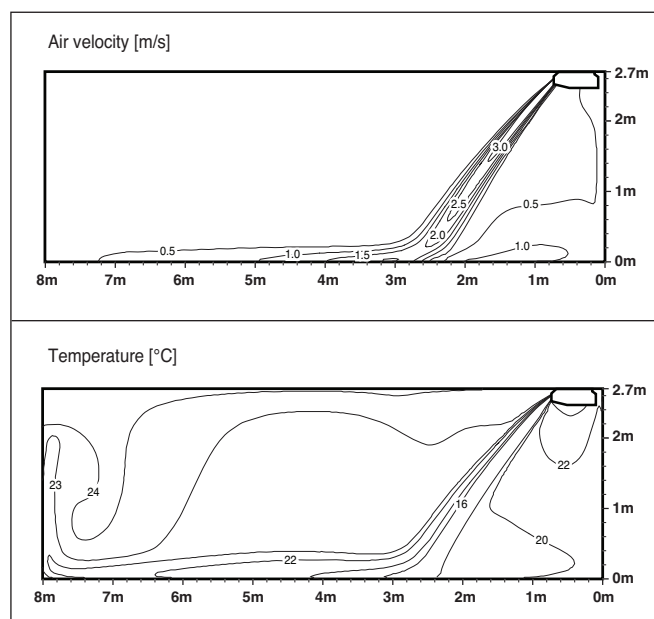 Air velocity [m/s]
2.7m
2m
3.0
2.5
1m
0.5
2.0
0.5
1.0
1.0
1.5
0m
8m 7m 6m 5m 4m 3m 2m 1m 0m
Temperature [°C]
2.7m
2m
22
23
24
16
1m
20
22
0m
8m 7m 6m 5m 4m 3m 2m 1m 0m